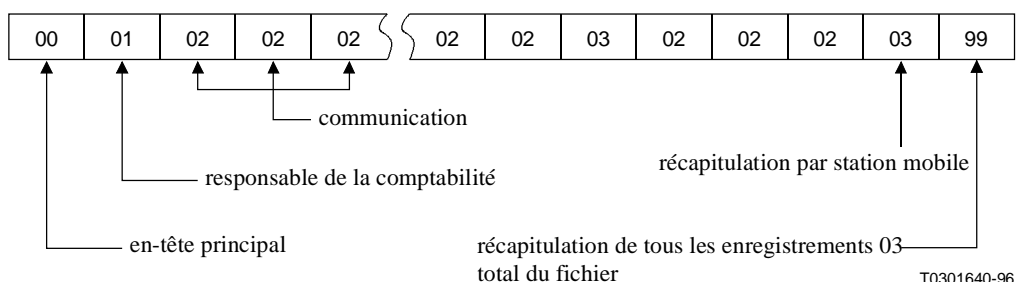 00 01 02 02 02 02 02 03 02 02 02 03 99
communication
récapitulation par station mobile
responsable de la comptabilité
en-tête principal
récapitulation de tous les enregistrements 03
total du fichier
T0301640-96